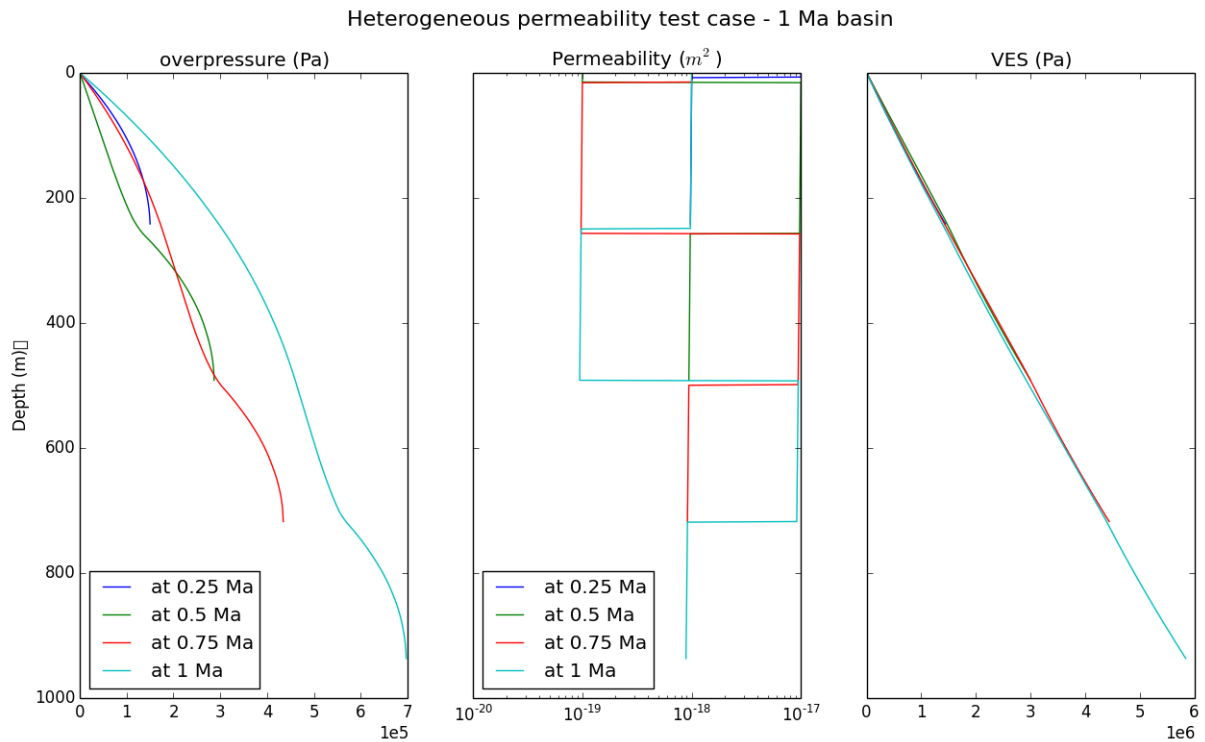 Heterogeneous permeability test case - 1 Ma basin
overpressure (Pa)
Permeability (m²)
VES (Pa)
0
200
400
600
800
1000
Depth (m)▯
at 0.25 Ma
at 0.5 Ma
at 0.75 Ma
at 1 Ma
0 1 2 3 4 5 6 7
1e5
at 0.25 Ma
at 0.5 Ma
at 0.75 Ma
at 1 Ma
10⁻²⁰ 10⁻¹⁹ 10⁻¹⁸ 10⁻¹⁷
0 1 2 3 4 5 6
1e6